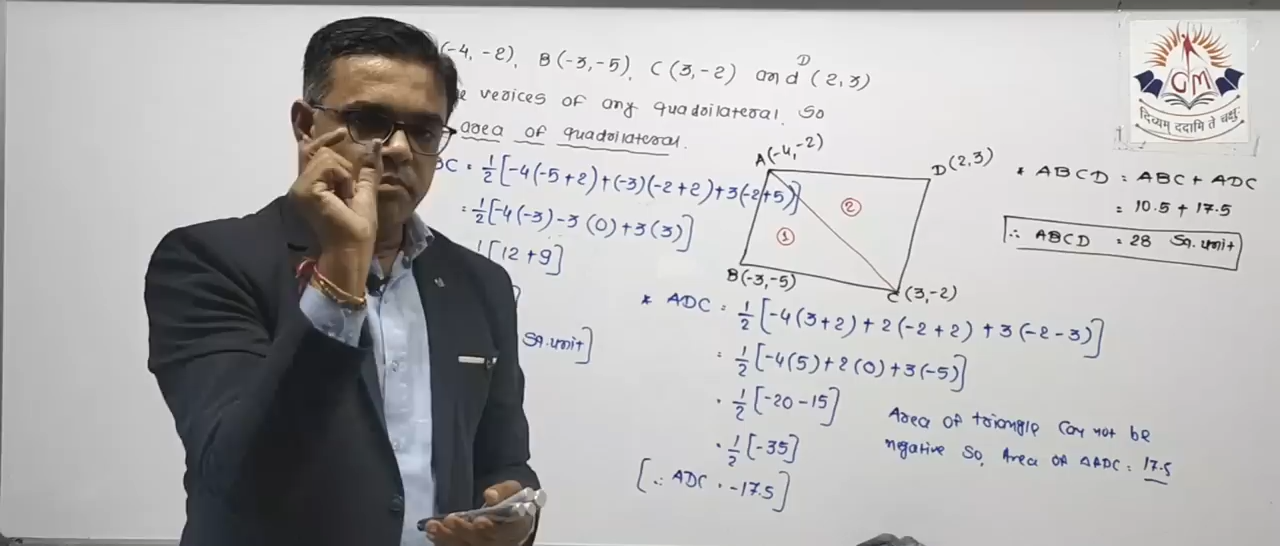 (-4, -2), B(-3,-5), C(3,-2) and D(2,3)
verices of any quadrilateral. So
area of quadrilateral.
BC = 1/2[-4(-5+2)+(-3)(-2+2)+3(-2+5)]
= 1/2[-4(-3)-3(0)+3(3)]
[12+9]
Sq. unit]
A(-4,-2)
D(2,3)
①
②
B(-3,-5)
C(3,-2)
* ABCD = ABC + ADC
= 10.5 + 17.5
∴ ABCD = 28 Sq. unit
* ADC = 1/2[-4(3+2)+2(-2+2)+3(-2-3)]
= 1/2[-4(5)+2(0)+3(-5)]
= 1/2[-20-15]
= 1/2[-35]
[∴ ADC = -17.5]
Area of triangle can not be
negative So, Area of △ADC = 17.5
GM
दिव्यम् ददामि ते चक्षुः